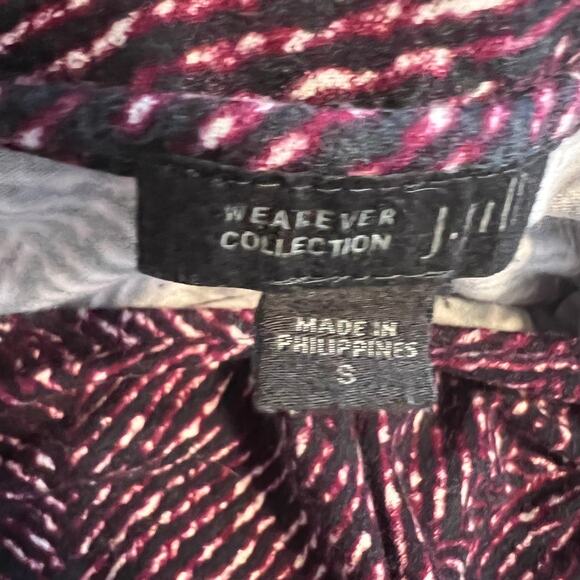 WEAREVER
COLLECTION
J.Jill
MADE IN
PHILIPPINES
S